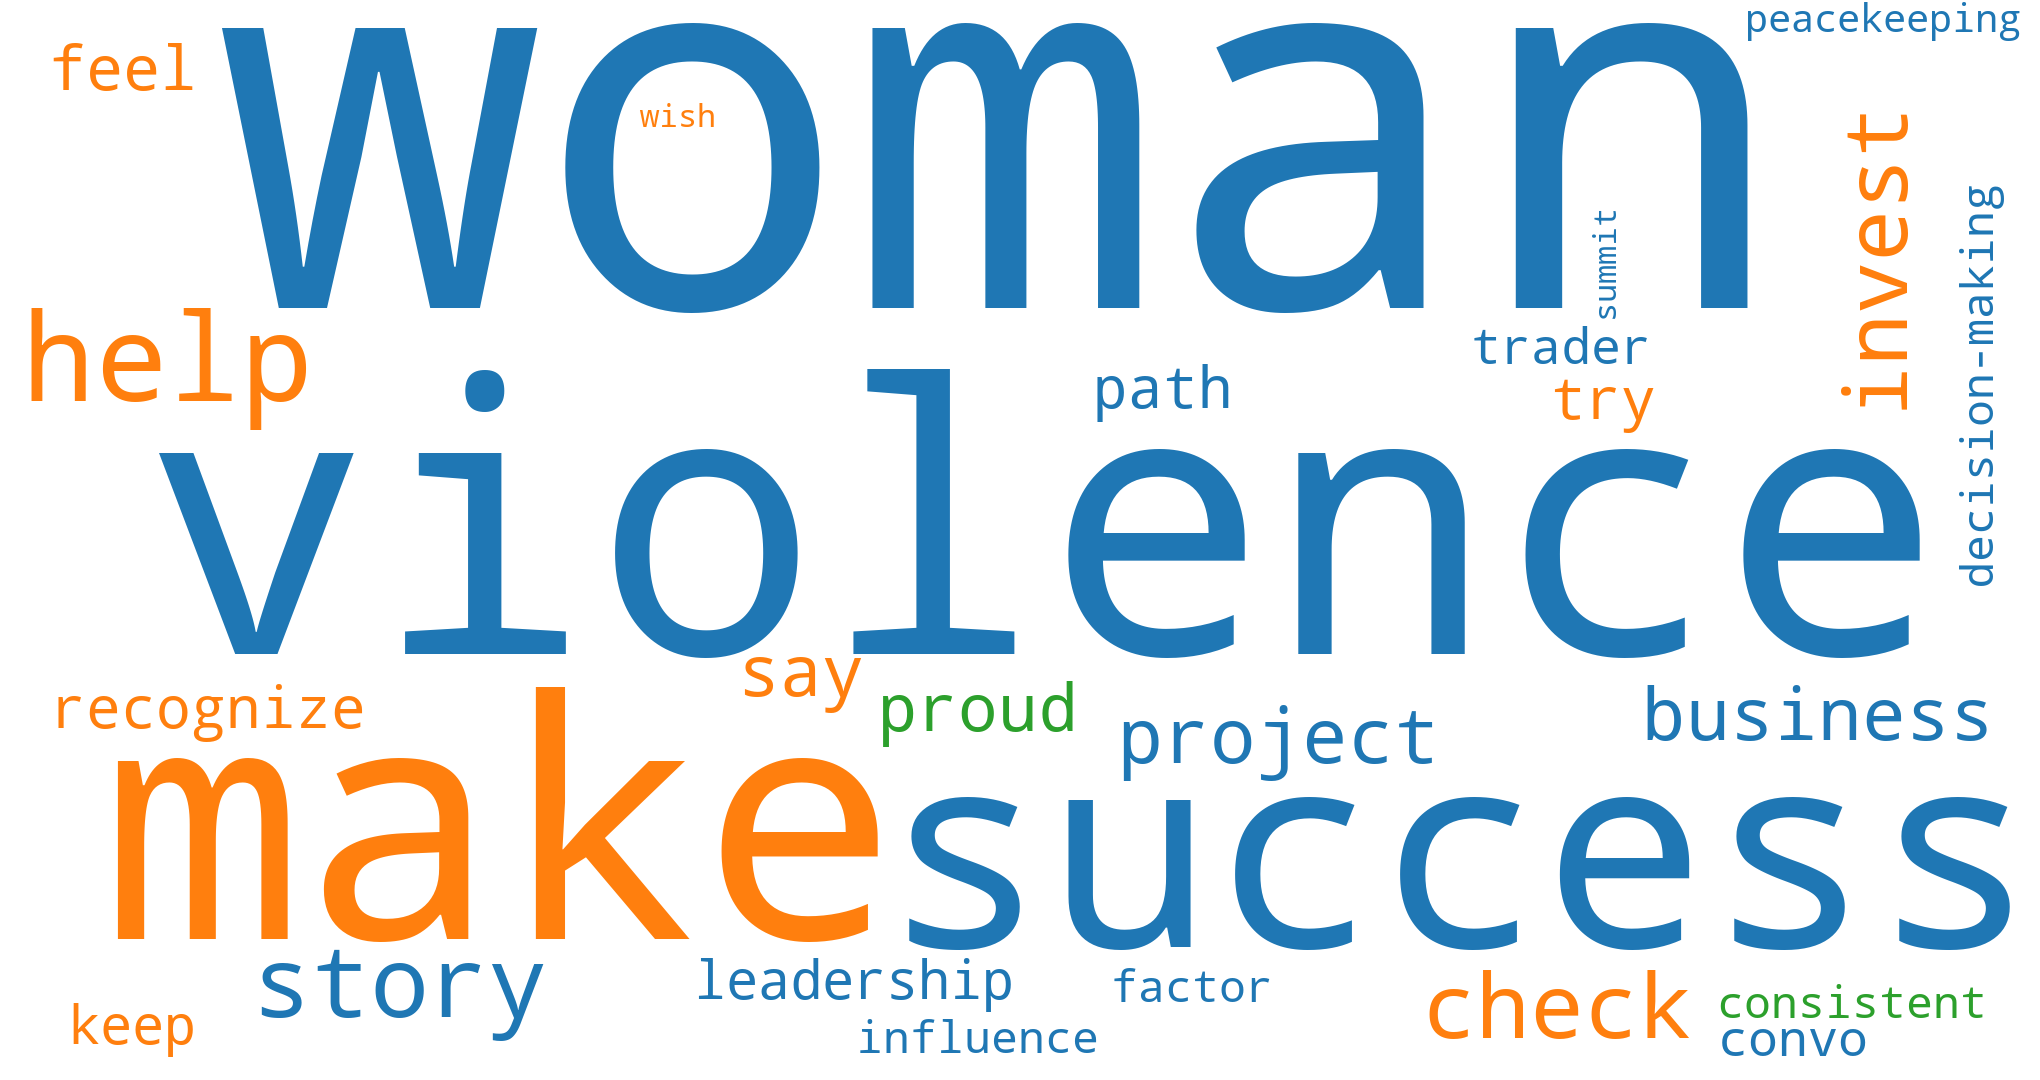 peacekeeping
feel
woman
wish
invest
summit
decision-making
help
trader
path
try
violence
say
recognize
proud
project
business
make
success
story
leadership
factor
check
consistent
keep
influence
convo